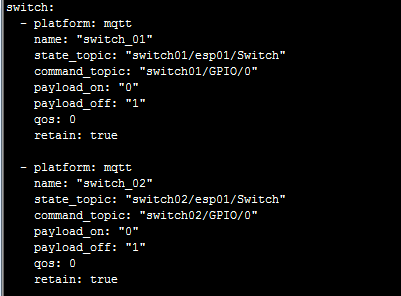 switch:
  - platform: mqtt
    name: "switch_01"
    state_topic: "switch01/esp01/Switch"
    command_topic: "switch01/GPIO/0"
    payload_on: "0"
    payload_off: "1"
    qos: 0
    retain: true

  - platform: mqtt
    name: "switch_02"
    state_topic: "switch02/esp01/Switch"
    command_topic: "switch02/GPIO/0"
    payload_on: "0"
    payload_off: "1"
    qos: 0
    retain: true